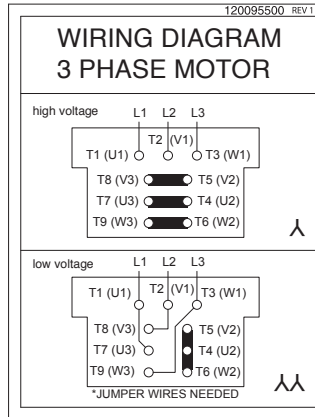 120095500 REV 1
WIRING DIAGRAM
3 PHASE MOTOR
high voltage L1 L2 L3
T2 (V1)
T1 (U1) T3 (W1)
T8 (V3) T5 (V2)
T7 (U3) T4 (U2)
T9 (W3) T6 (W2)
low voltage L1 L2 L3
T1 (U1) T2 (V1) T3 (W1)
T8 (V3) T5 (V2)
T7 (U3) T4 (U2)
T9 (W3) T6 (W2)
*JUMPER WIRES NEEDED